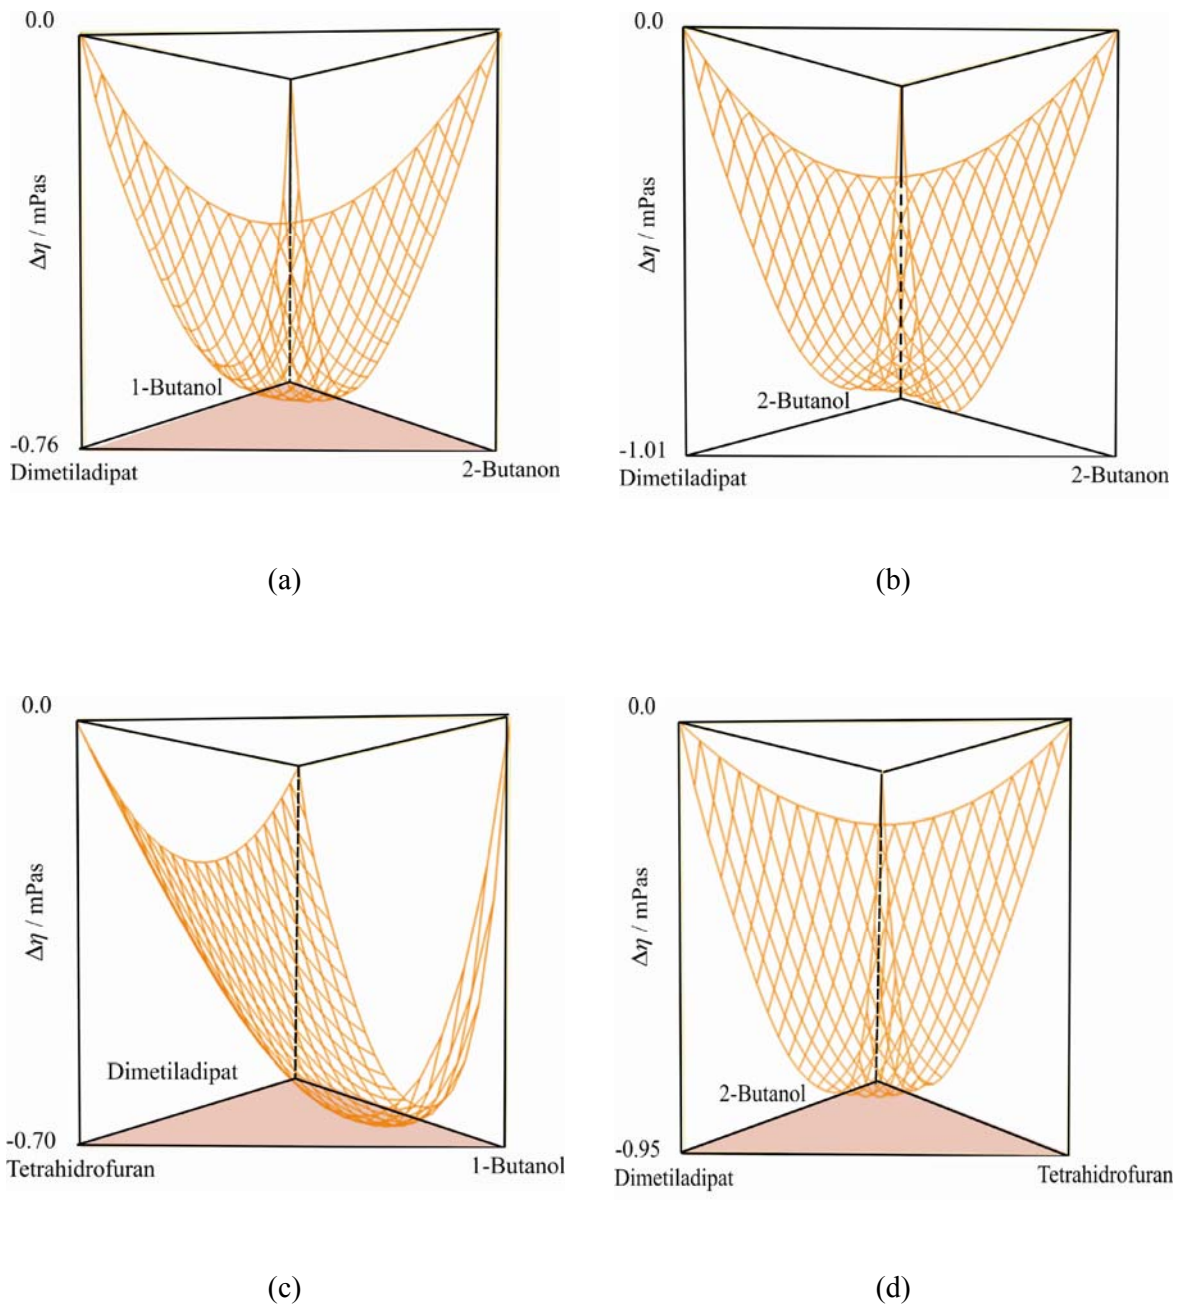 0.0
Δη / mPas
1-Butanol
-0.76
Dimetiladipat
2-Butanon
(a)
0.0
Δη / mPas
2-Butanol
-1.01
Dimetiladipat
2-Butanon
(b)
0.0
Δη / mPas
Dimetiladipat
-0.70
Tetrahidrofuran
1-Butanol
(c)
0.0
Δη / mPas
2-Butanol
-0.95
Dimetiladipat
Tetrahidrofuran
(d)